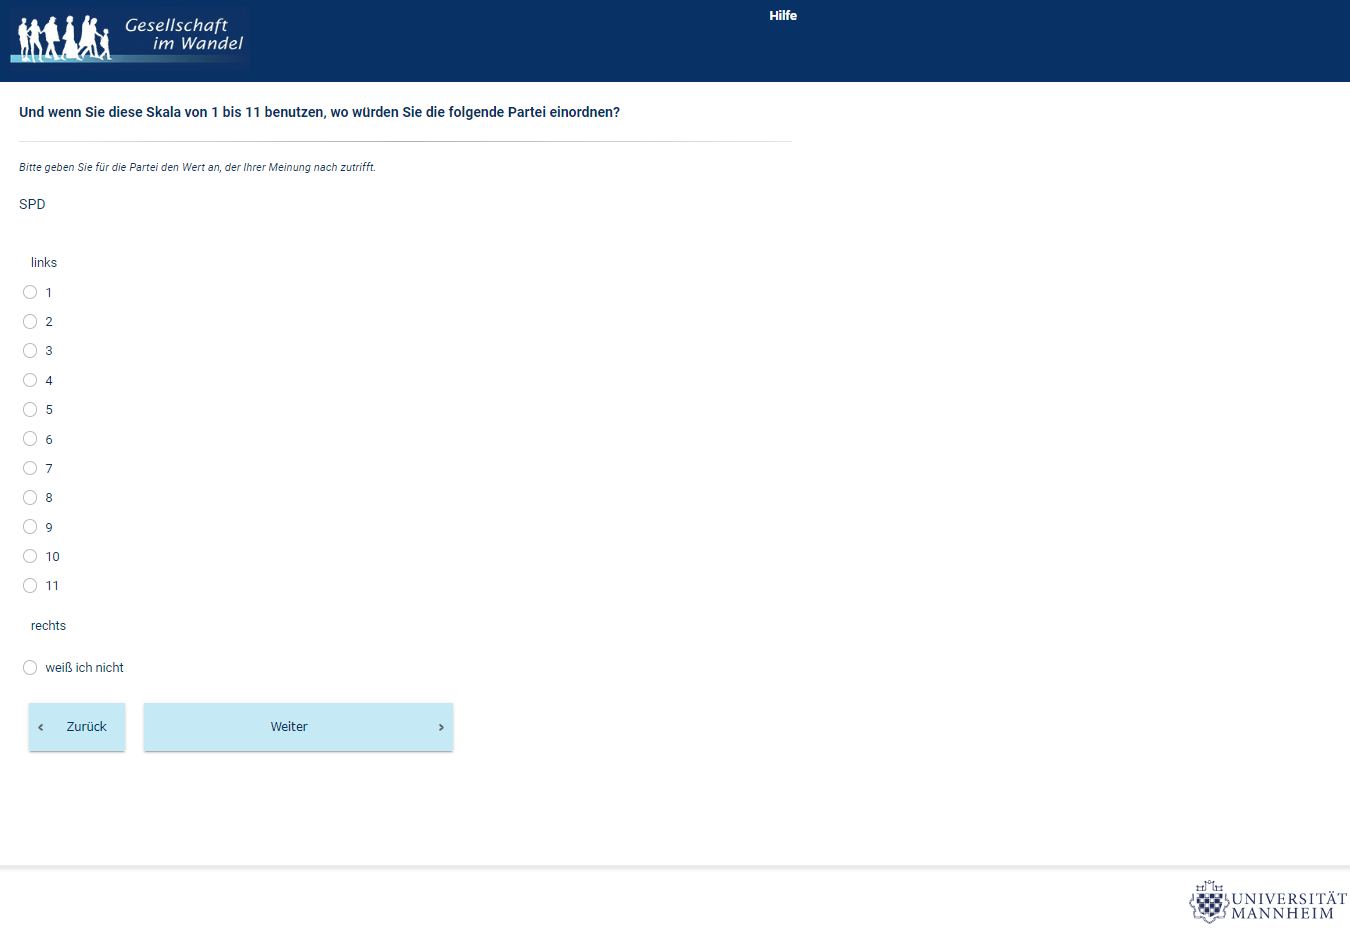 Gesellschaft
im Wandel
Hilfe
Und wenn Sie diese Skala von 1 bis 11 benutzen, wo würden Sie die folgende Partei einordnen?
Bitte geben Sie für die Partei den Wert an, der Ihrer Meinung nach zutrifft.
SPD
links
1
2
3
4
5
6
7
8
9
10
11
rechts
weiß ich nicht
‹ Zurück
Weiter ›
UNIVERSITÄT
MANNHEIM